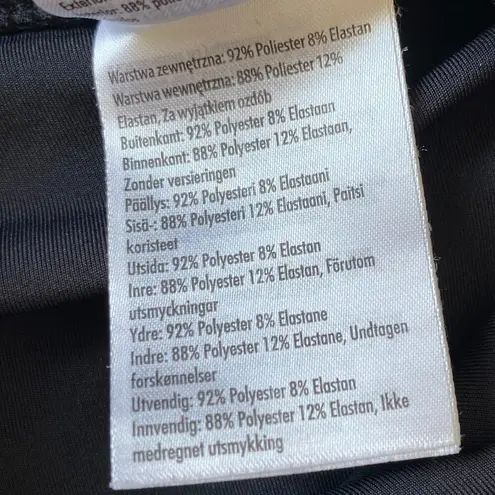 88%
Warstwa zewnętrzna: 92% Poliester 8% Elastan
Warstwa wewnętrzna: 88% Poliester 12%
Elastan, Za wyjątkiem ozdób
Buitenkant: 92% Polyester 8% Elastaan
Binnenkant: 88% Polyester 12% Elastaan,
Zonder versieringen
Päällys: 92% Polyesteri 8% Elastaani
Sisä-: 88% Polyesteri 12% Elastaani, Paitsi
koristeet
Utsida: 92% Polyester 8% Elastan
Inre: 88% Polyester 12% Elastan, Förutom
utsmyckningar
Ydre: 92% Polyester 8% Elastane
Indre: 88% Polyester 12% Elastane, Undtagen
forskønnelser
Utvendig: 92% Polyester 8% Elastan
Innvendig: 88% Polyester 12% Elastan, Ikke
medregnet utsmykking